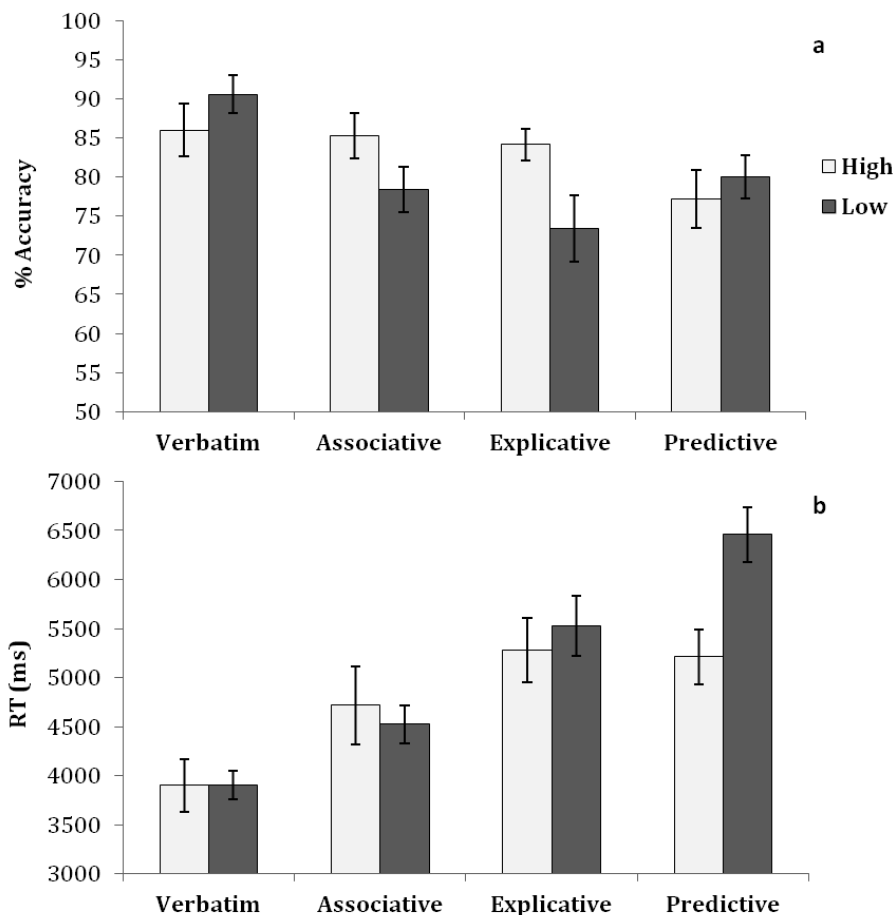 100
95
90
85
80
75
70
65
60
55
50
% Accuracy
a
High
Low
Verbatim Associative Explicative Predictive
7000
6500
6000
5500
5000
4500
4000
3500
3000
RT (ms)
b
Verbatim Associative Explicative Predictive